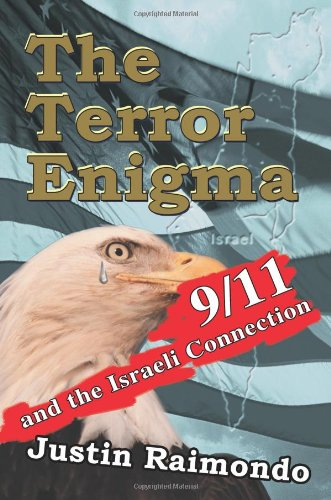 The
Terror
Enigma
Israel
9/11
and the Israeli Connection
Justin Raimondo